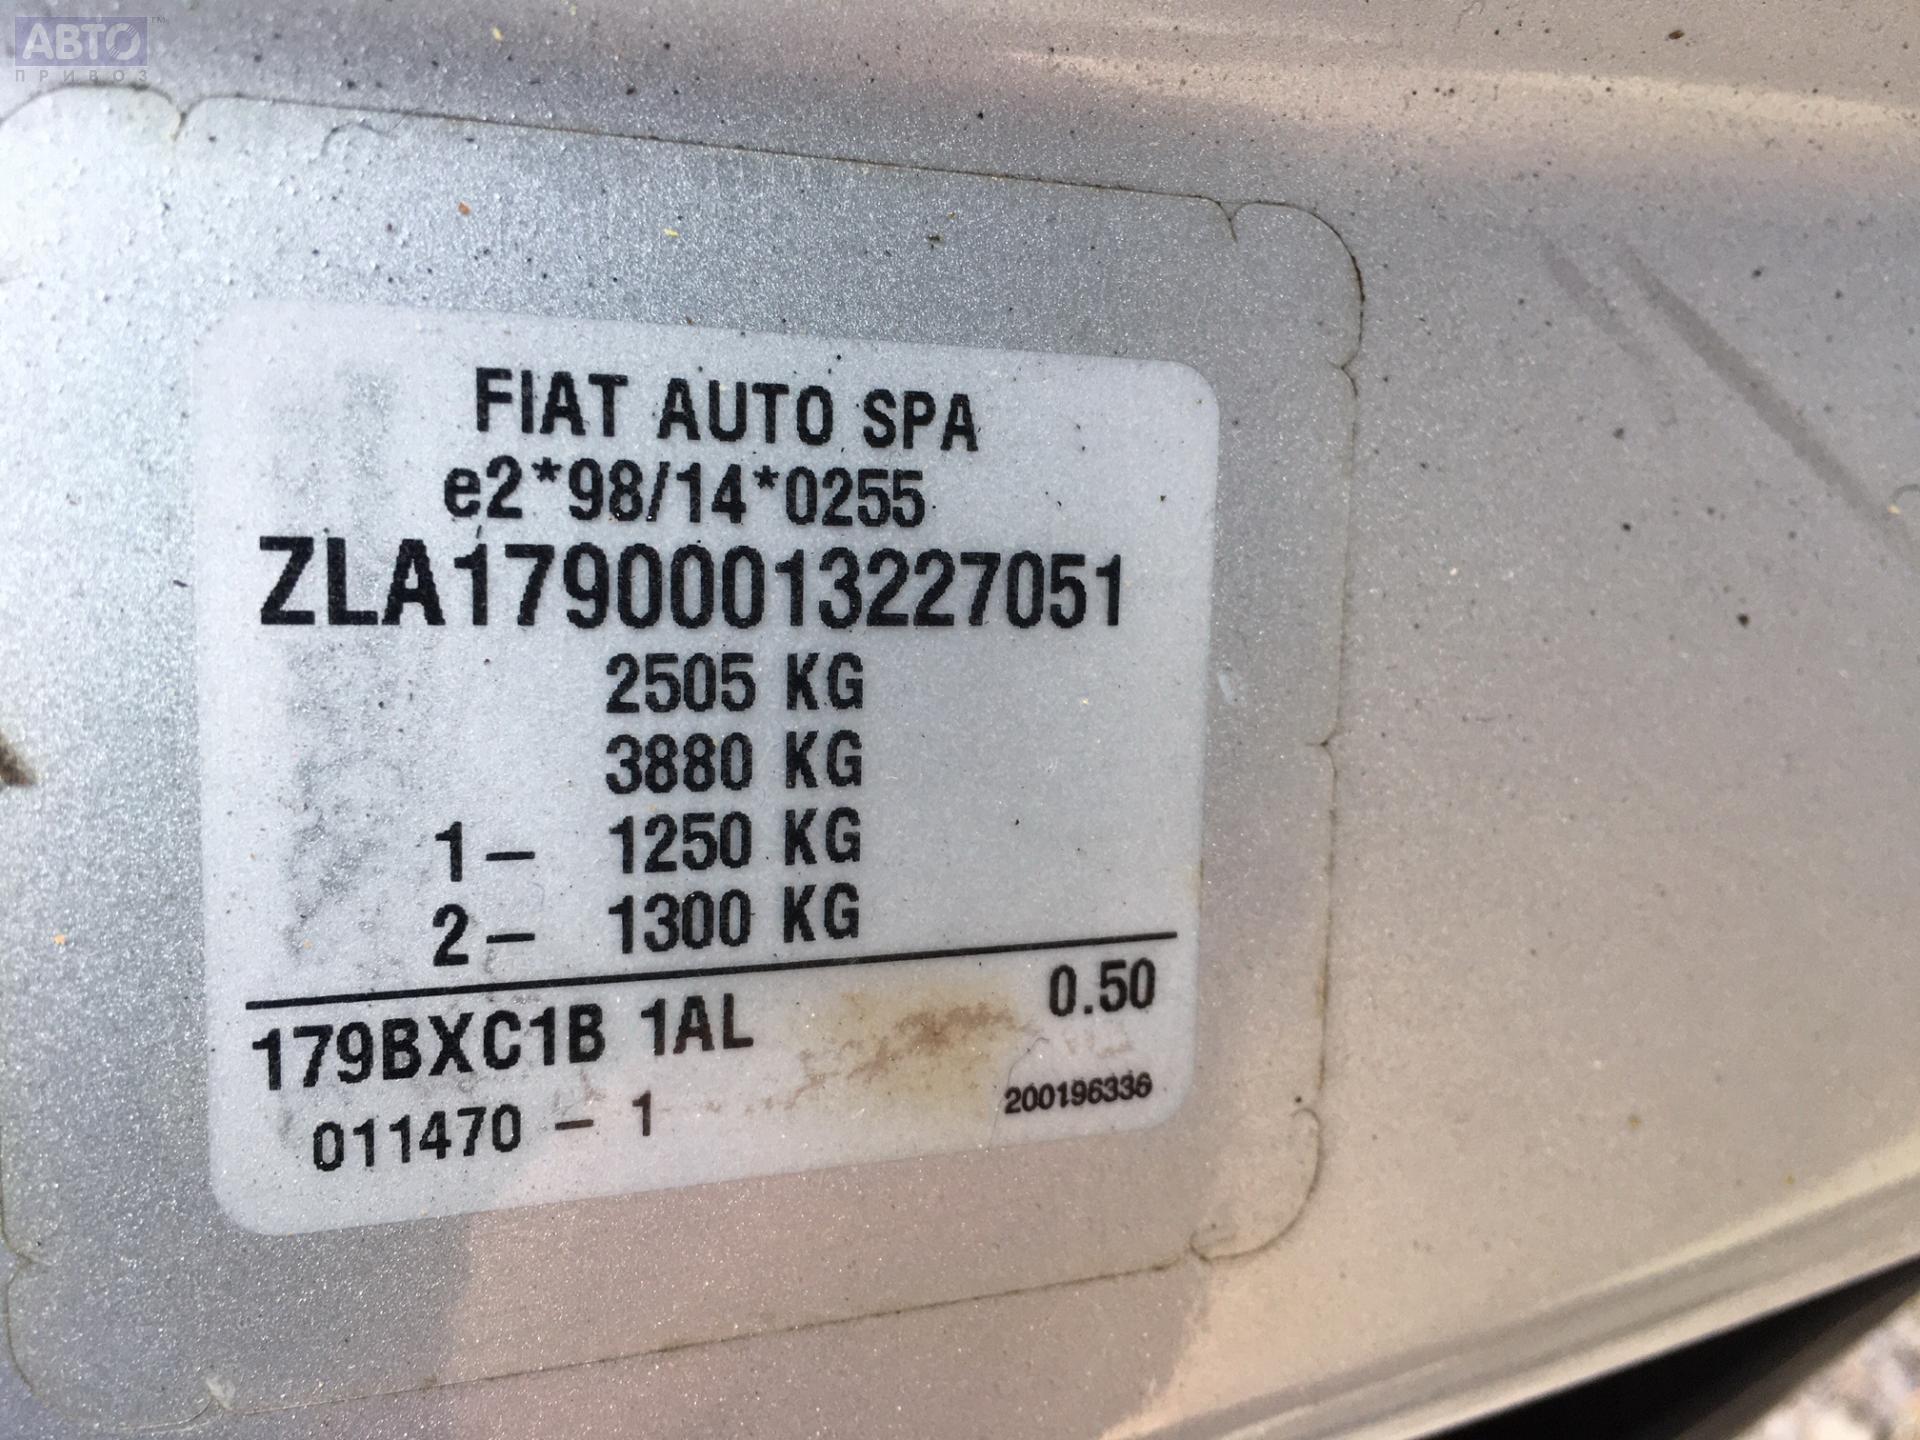 АВТО™
ПРИВОЗ
FIAT AUTO SPA
e2*98/14*0255
ZLA17900013227051
2505 KG
3880 KG
1- 1250 KG
2- 1300 KG
0.50
179BXC1B 1AL
011470 - 1
200196336